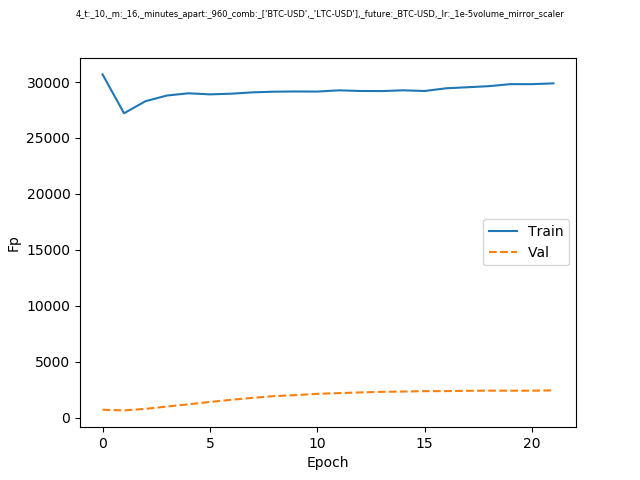 4_t:_10,_m:_16,_minutes_apart:_960_comb:_['BTC-USD',_'LTC-USD'],_future:_BTC-USD,_lr:_1e-5volume_mirror_scaler
30000
25000
20000
15000
10000
5000
0
Fp
Train
Val
0 5 10 15 20
Epoch